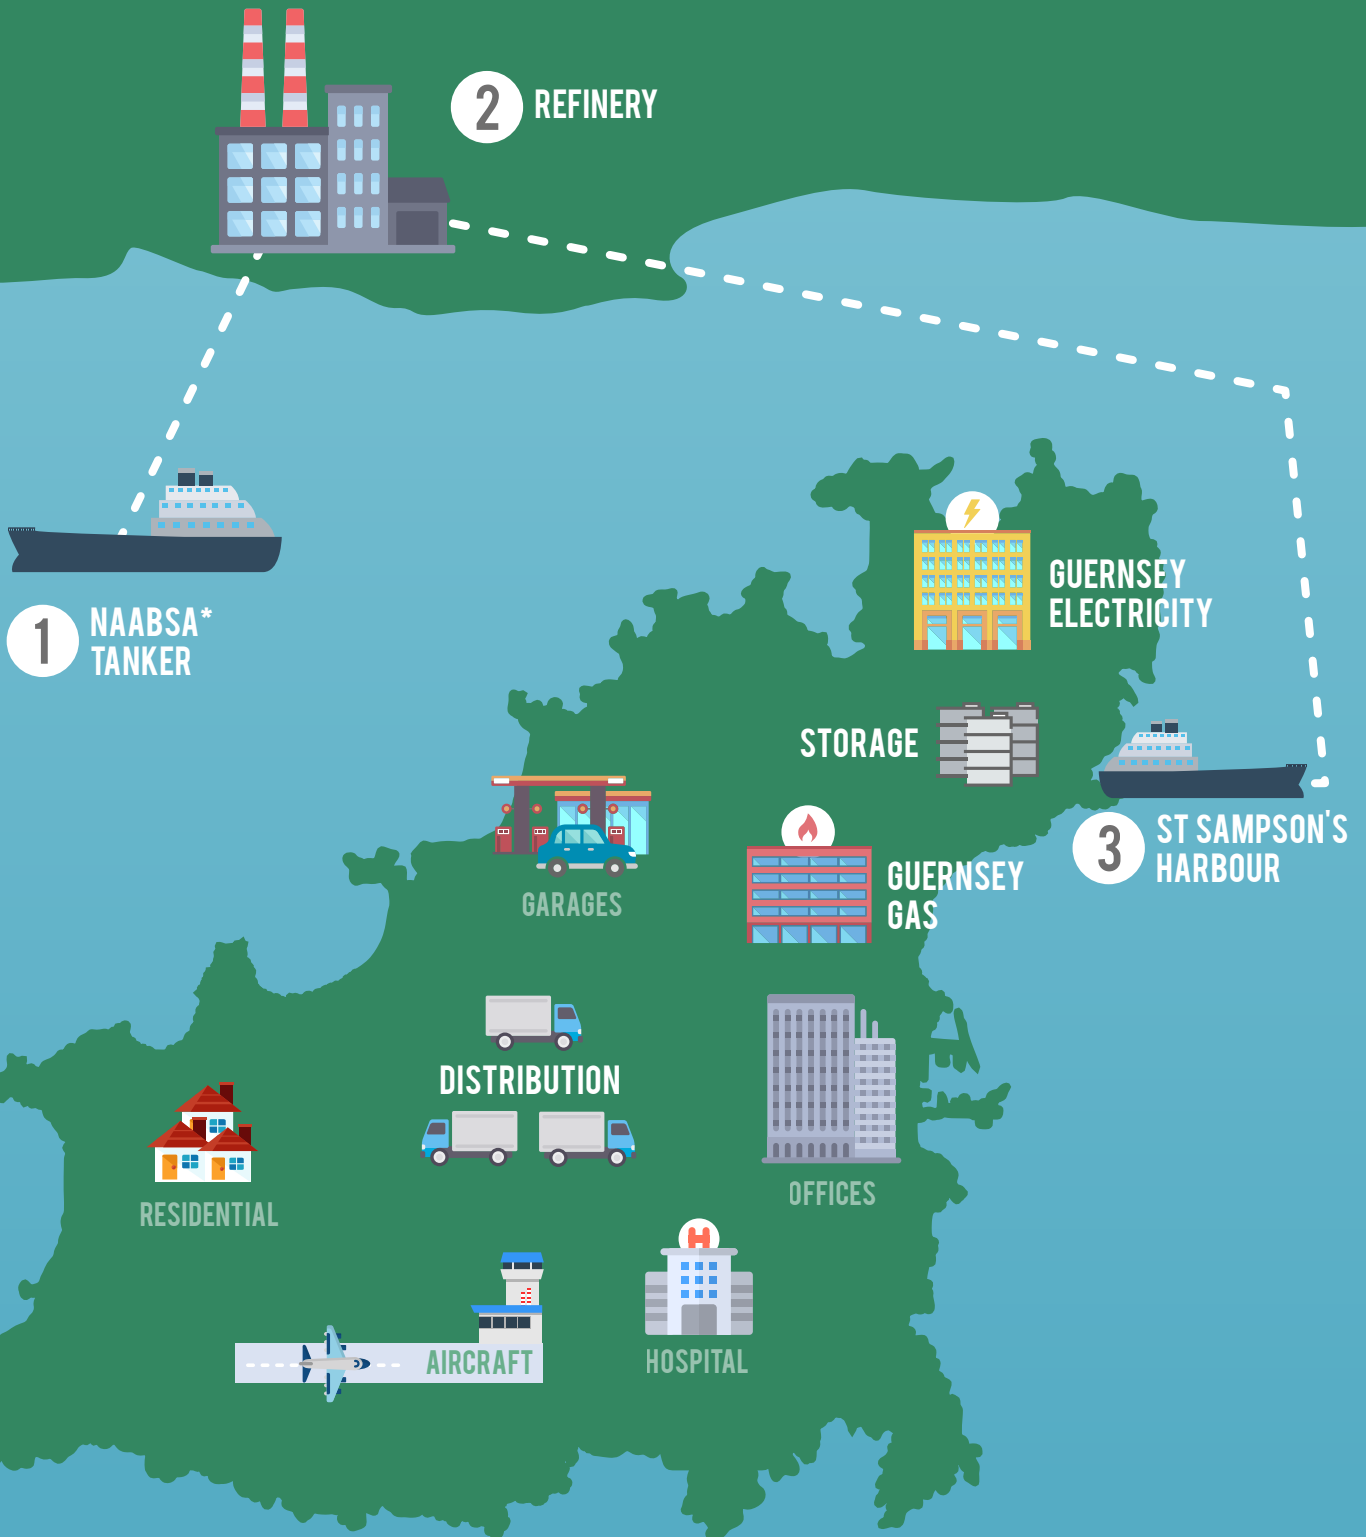 2
REFINERY
1
NAABSA*
TANKER
GUERNSEY
ELECTRICITY
STORAGE
3
ST SAMPSON'S
HARBOUR
GUERNSEY
GAS
GARAGES
DISTRIBUTION
OFFICES
RESIDENTIAL
H
AIRCRAFT
HOSPITAL